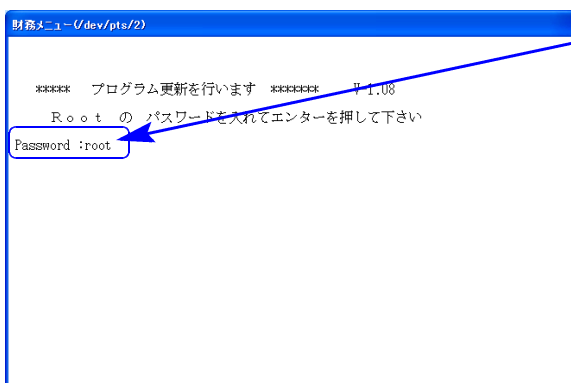 財務メニュー(/dev/pts/2)
***** プログラム更新を行います ******* V-1.08
Ｒｏｏｔ の パスワードを入れてエンターを押して下さい
Password :root